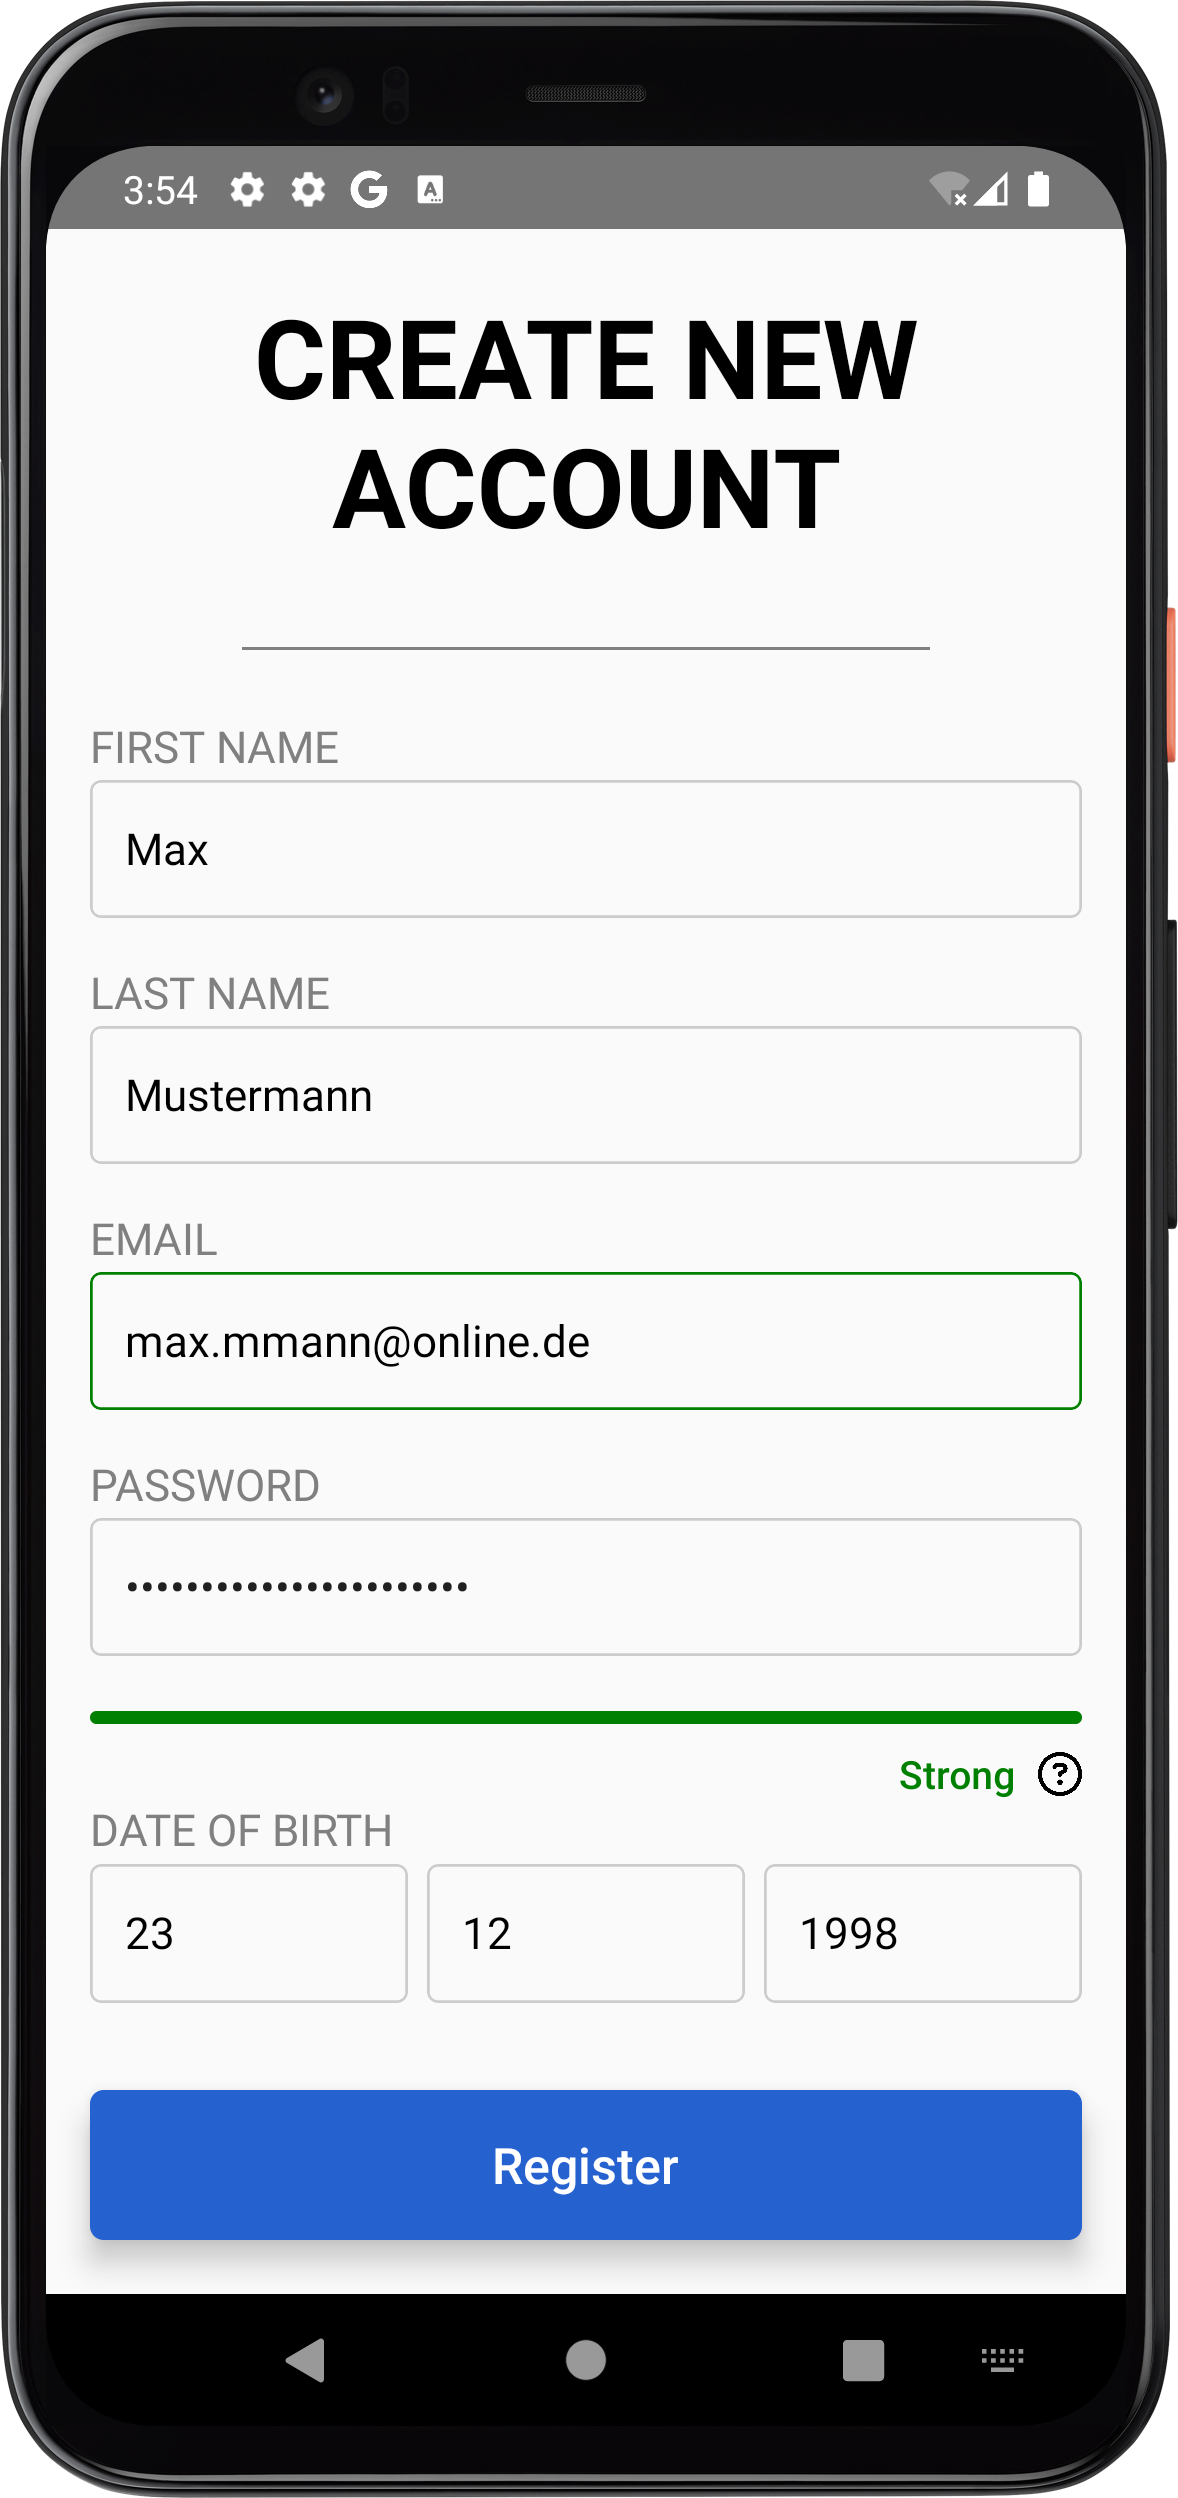 3:54
CREATE NEW
ACCOUNT
FIRST NAME
Max
LAST NAME
Mustermann
EMAIL
max.mmann@online.de
PASSWORD
•••••••••••••••••••••••
Strong ?
DATE OF BIRTH
23 12 1998
Register